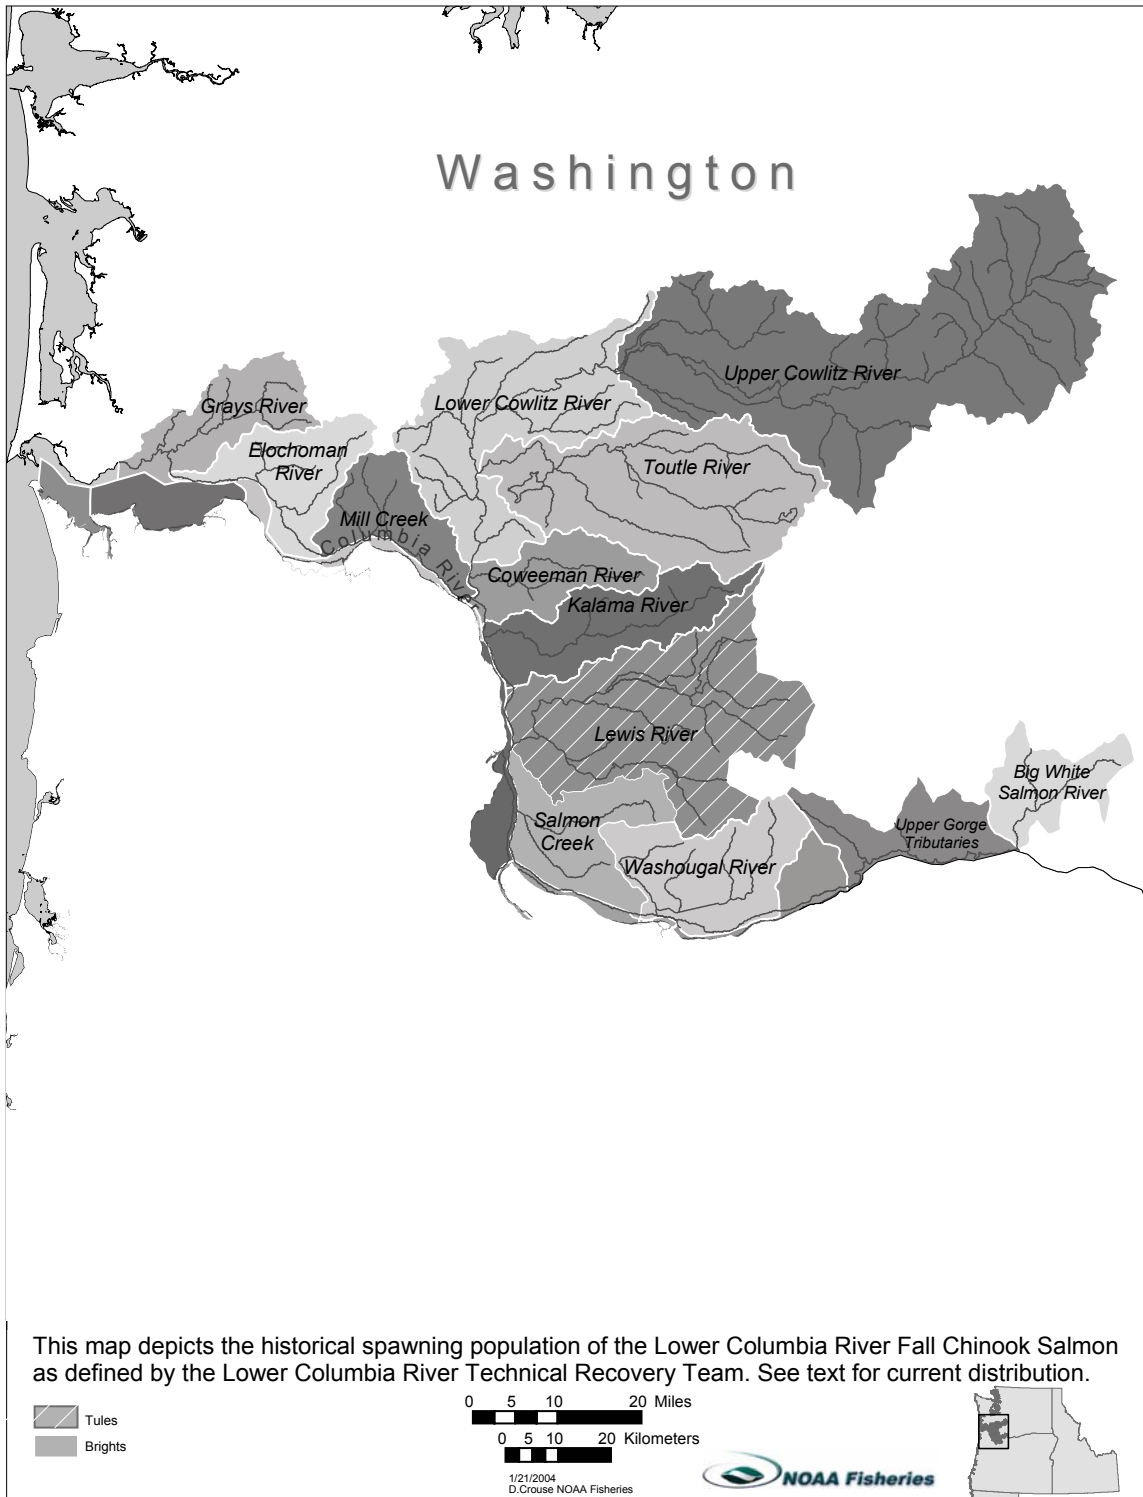 Washington
Upper Cowlitz River
Grays River
Lower Cowlitz River
Elochoman
River
Toutle River
Mill Creek
Columbia River
Coweeman River
Kalama River
Lewis River
Big White
Salmon River
Salmon
Creek
Upper Gorge
Tributaries
Washougal River
This map depicts the historical spawning population of the Lower Columbia River Fall Chinook Salmon
as defined by the Lower Columbia River Technical Recovery Team. See text for current distribution.
Tules
Brights
0 5 10 20 Miles
0 5 10 20 Kilometers
1/21/2004
D.Crouse NOAA Fisheries
NOAA Fisheries